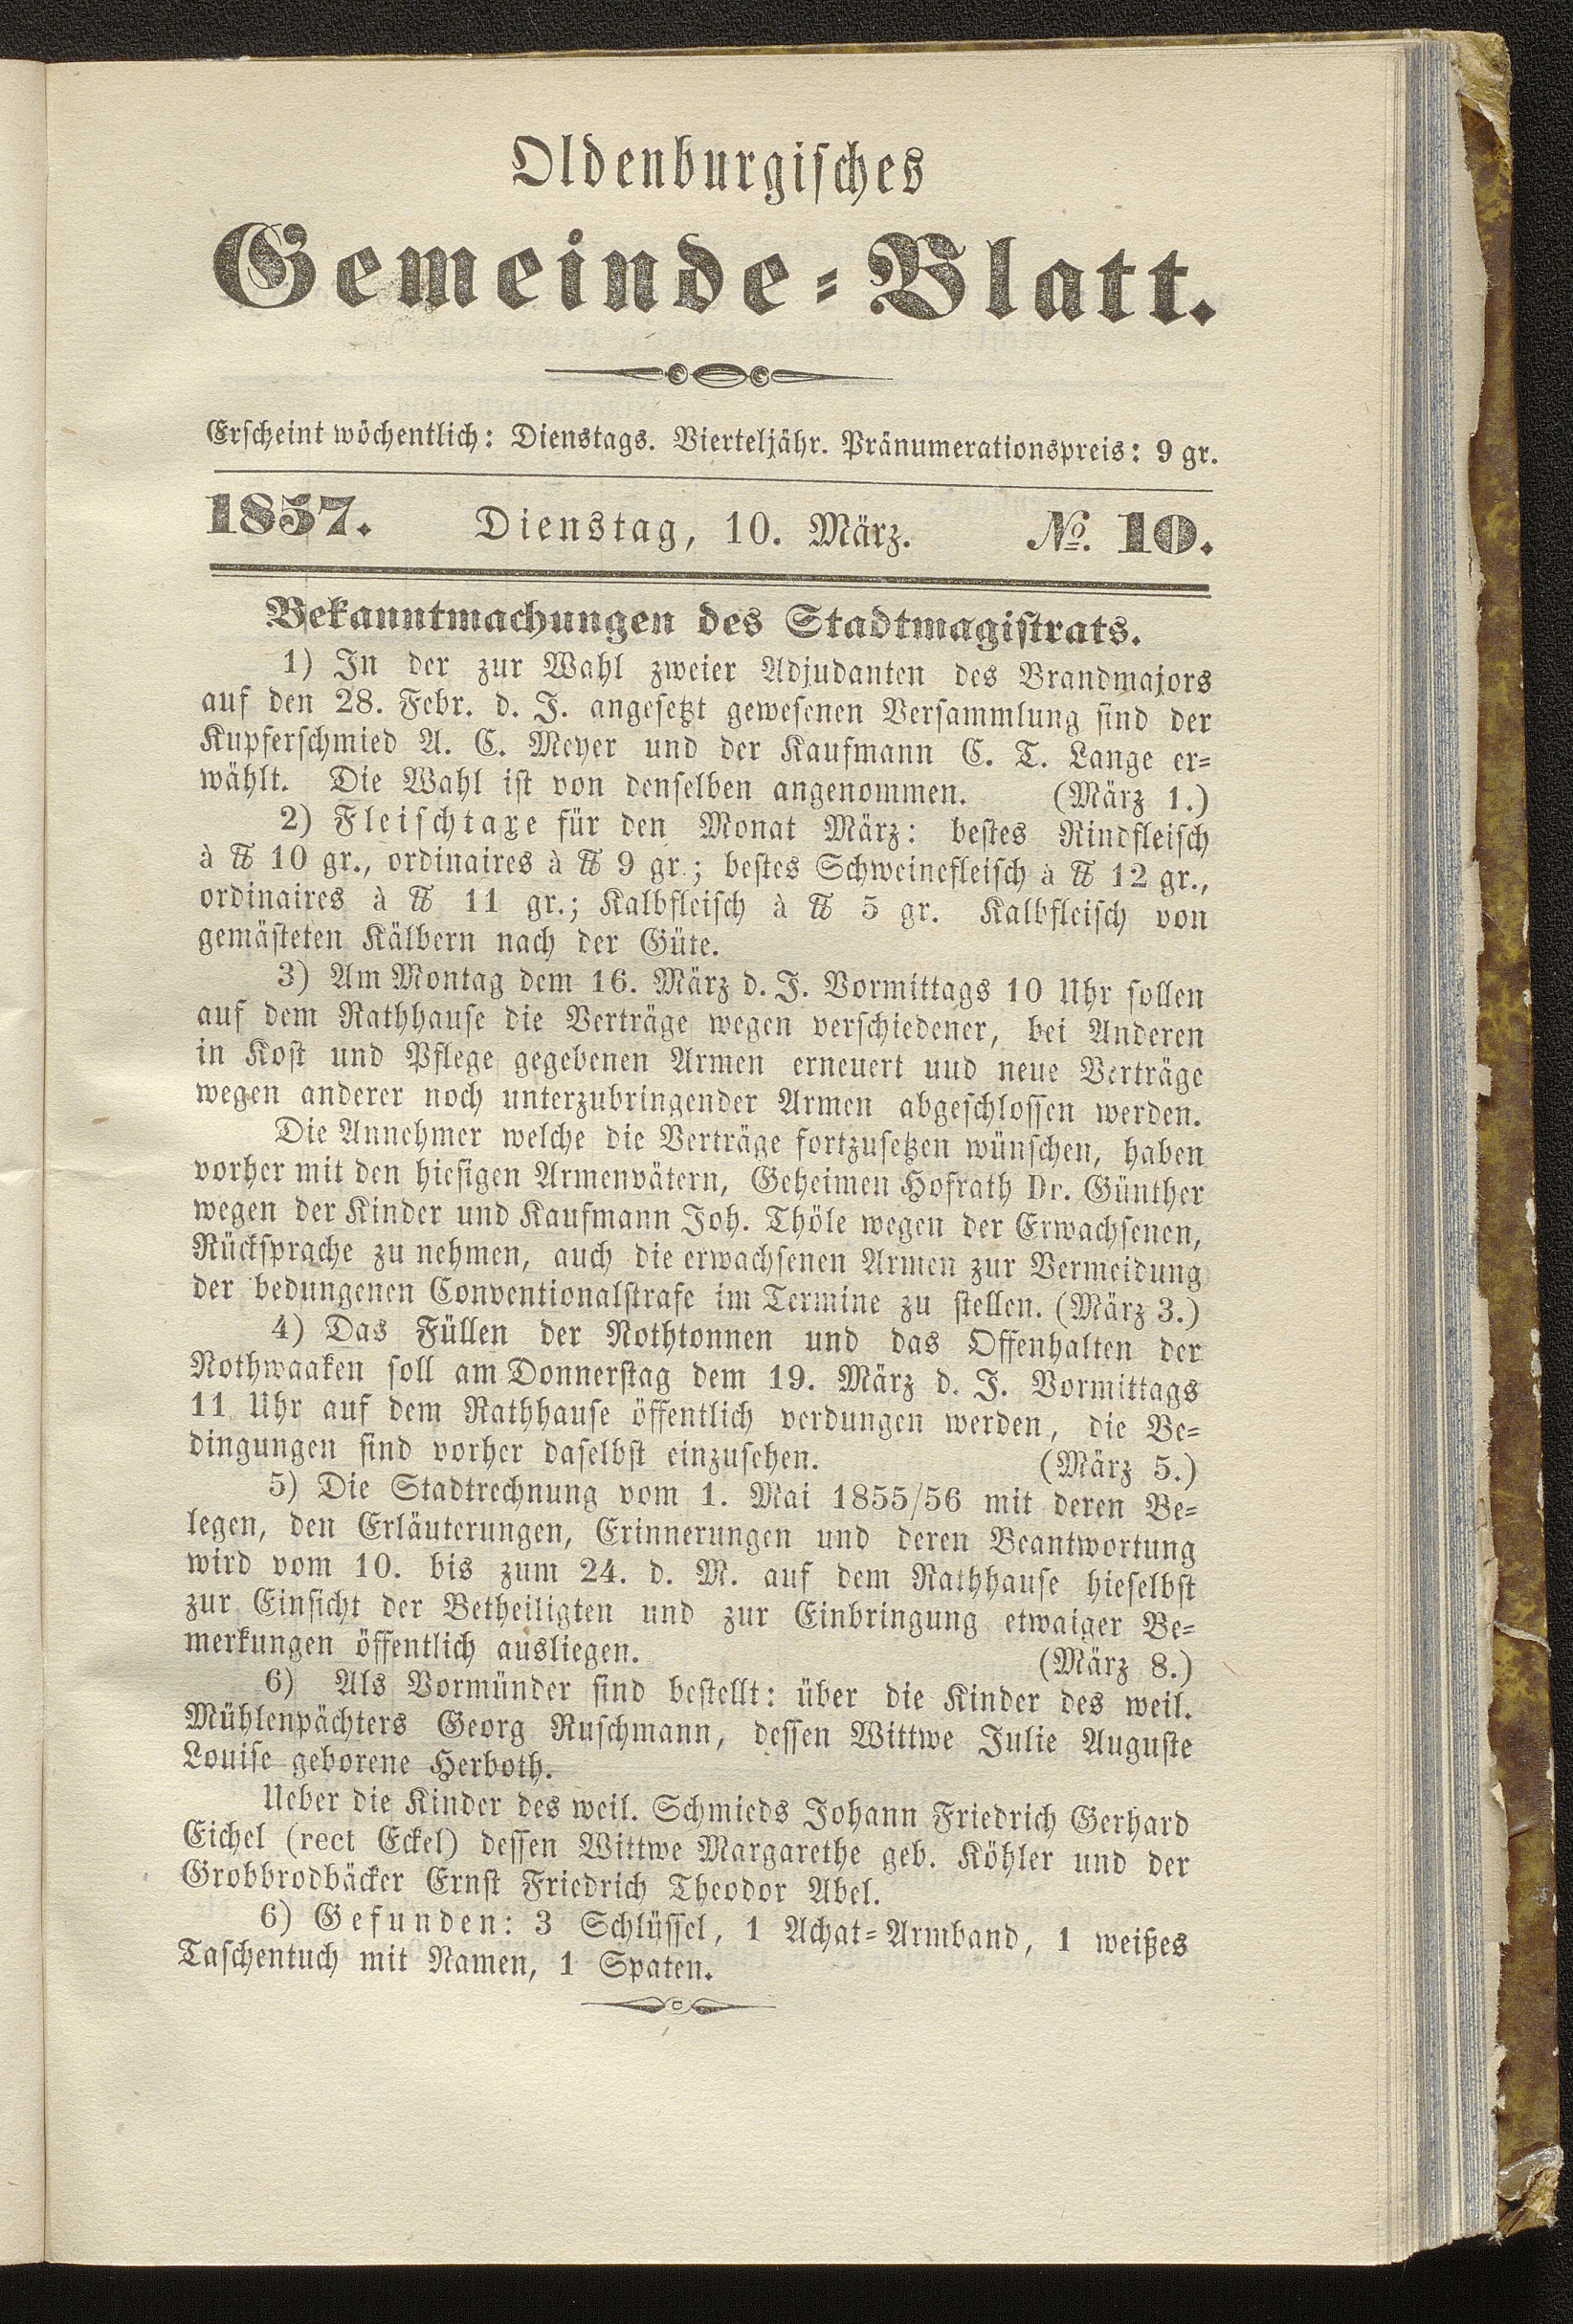 Oldenburgisches
Gemeinde-Blatt.
Erscheint wöchentlich: Dienstags. Vierteljähr. Pränumerationspreis: 9 gr.
1857. Dienstag, 10. März. No. 10.
Bekanntmachungen des Stadtmagistrats.
1) In der zur Wahl zweier Adjudanten des Brandmajors
auf den 28. Febr. d. J. angesetzt gewesenen Versammlung sind der
Kupferschmied A. C. Meyer und der Kaufmann C. T. Lange er-
wählt. Die Wahl ist von denselben angenommen. (März 1.)
2) Fleischtaxe für den Monat März: bestes Rindfleisch
à ℔ 10 gr., ordinaires à ℔ 9 gr.; bestes Schweinefleisch à ℔ 12 gr.,
ordinaires à ℔ 11 gr.; Kalbfleisch à ℔ 5 gr. Kalbfleisch von
gemästeten Kälbern nach der Güte.
3) Am Montag dem 16. März d. J. Vormittags 10 Uhr sollen
auf dem Rathhause die Verträge wegen verschiedener, bei Anderen
in Kost und Pflege gegebenen Armen erneuert uud neue Verträge
wegen anderer noch unterzubringender Armen abgeschlossen werden.
Die Annehmer welche die Verträge fortzusetzen wünschen, haben
vorher mit den hiesigen Armenvätern, Geheimen Hofrath Dr. Günther
wegen der Kinder und Kaufmann Joh. Thöle wegen der Erwachsenen,
Rücksprache zu nehmen, auch die erwachsenen Armen zur Vermeidung
der bedungenen Conventionalstrafe im Termine zu stellen. (März 3.)
4) Das Füllen der Nothtonnen und das Offenhalten der
Nothwaaken soll am Donnerstag dem 19. März d. J. Vormittags
11 Uhr auf dem Rathhause öffentlich verdungen werden, die Be-
dingungen sind vorher daselbst einzusehen. (März 5.)
5) Die Stadtrechnung vom 1. Mai 1855/56 mit deren Be-
legen, den Erläuterungen, Erinnerungen und deren Beantwortung
wird vom 10. bis zum 24. d. M. auf dem Rathhause hieselbst
zur Einsicht der Betheiligten und zur Einbringung etwaiger Be-
merkungen öffentlich ausliegen. (März 8.)
6) Als Vormünder sind bestellt: über die Kinder des weil.
Mühlenpächters Georg Ruschmann, dessen Wittwe Julie Auguste
Louise geborene Herboth.
Ueber die Kinder des weil. Schmieds Johann Friedrich Gerhard
Eichel (rect Eckel) dessen Wittwe Margarethe geb. Köhler und der
Grobbrodbäcker Ernst Friedrich Theodor Abel.
6) Gefunden: 3 Schlüssel, 1 Achat-Armband, 1 weißes
Taschentuch mit Namen, 1 Spaten.